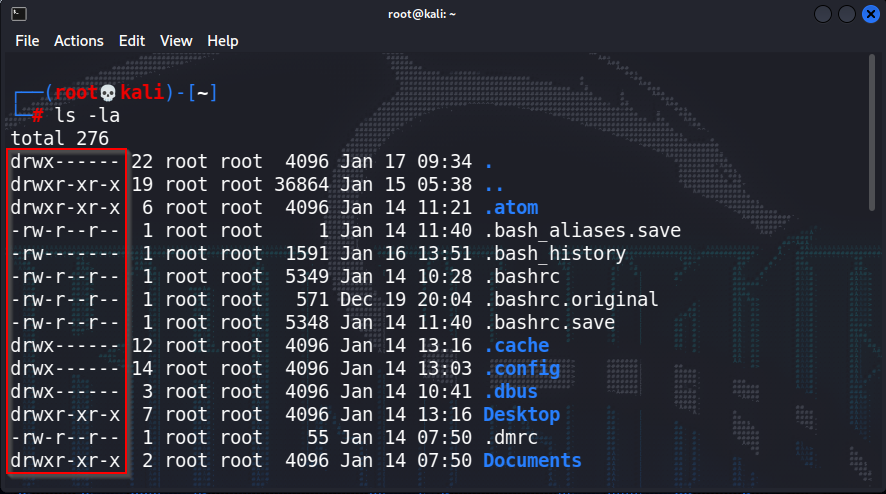 root@kali: ~
File Actions Edit View Help
┌──(root💀kali)-[~]
└─# ls -la
total 276
drwx------ 22 root root  4096 Jan 17 09:34 .
drwxr-xr-x 19 root root 36864 Jan 15 05:38 ..
drwxr-xr-x  6 root root  4096 Jan 14 11:21 .atom
-rw-r--r--  1 root root     1 Jan 14 11:40 .bash_aliases.save
-rw-------  1 root root  1591 Jan 16 13:51 .bash_history
-rw-r--r--  1 root root  5349 Jan 14 10:28 .bashrc
-rw-r--r--  1 root root   571 Dec 19 20:04 .bashrc.original
-rw-r--r--  1 root root  5348 Jan 14 11:40 .bashrc.save
drwx------ 12 root root  4096 Jan 14 13:16 .cache
drwx------ 14 root root  4096 Jan 14 13:03 .config
drwx------  3 root root  4096 Jan 14 10:41 .dbus
drwxr-xr-x  7 root root  4096 Jan 14 13:16 Desktop
-rw-r--r--  1 root root    55 Jan 14 07:50 .dmrc
drwxr-xr-x  2 root root  4096 Jan 14 07:50 Documents